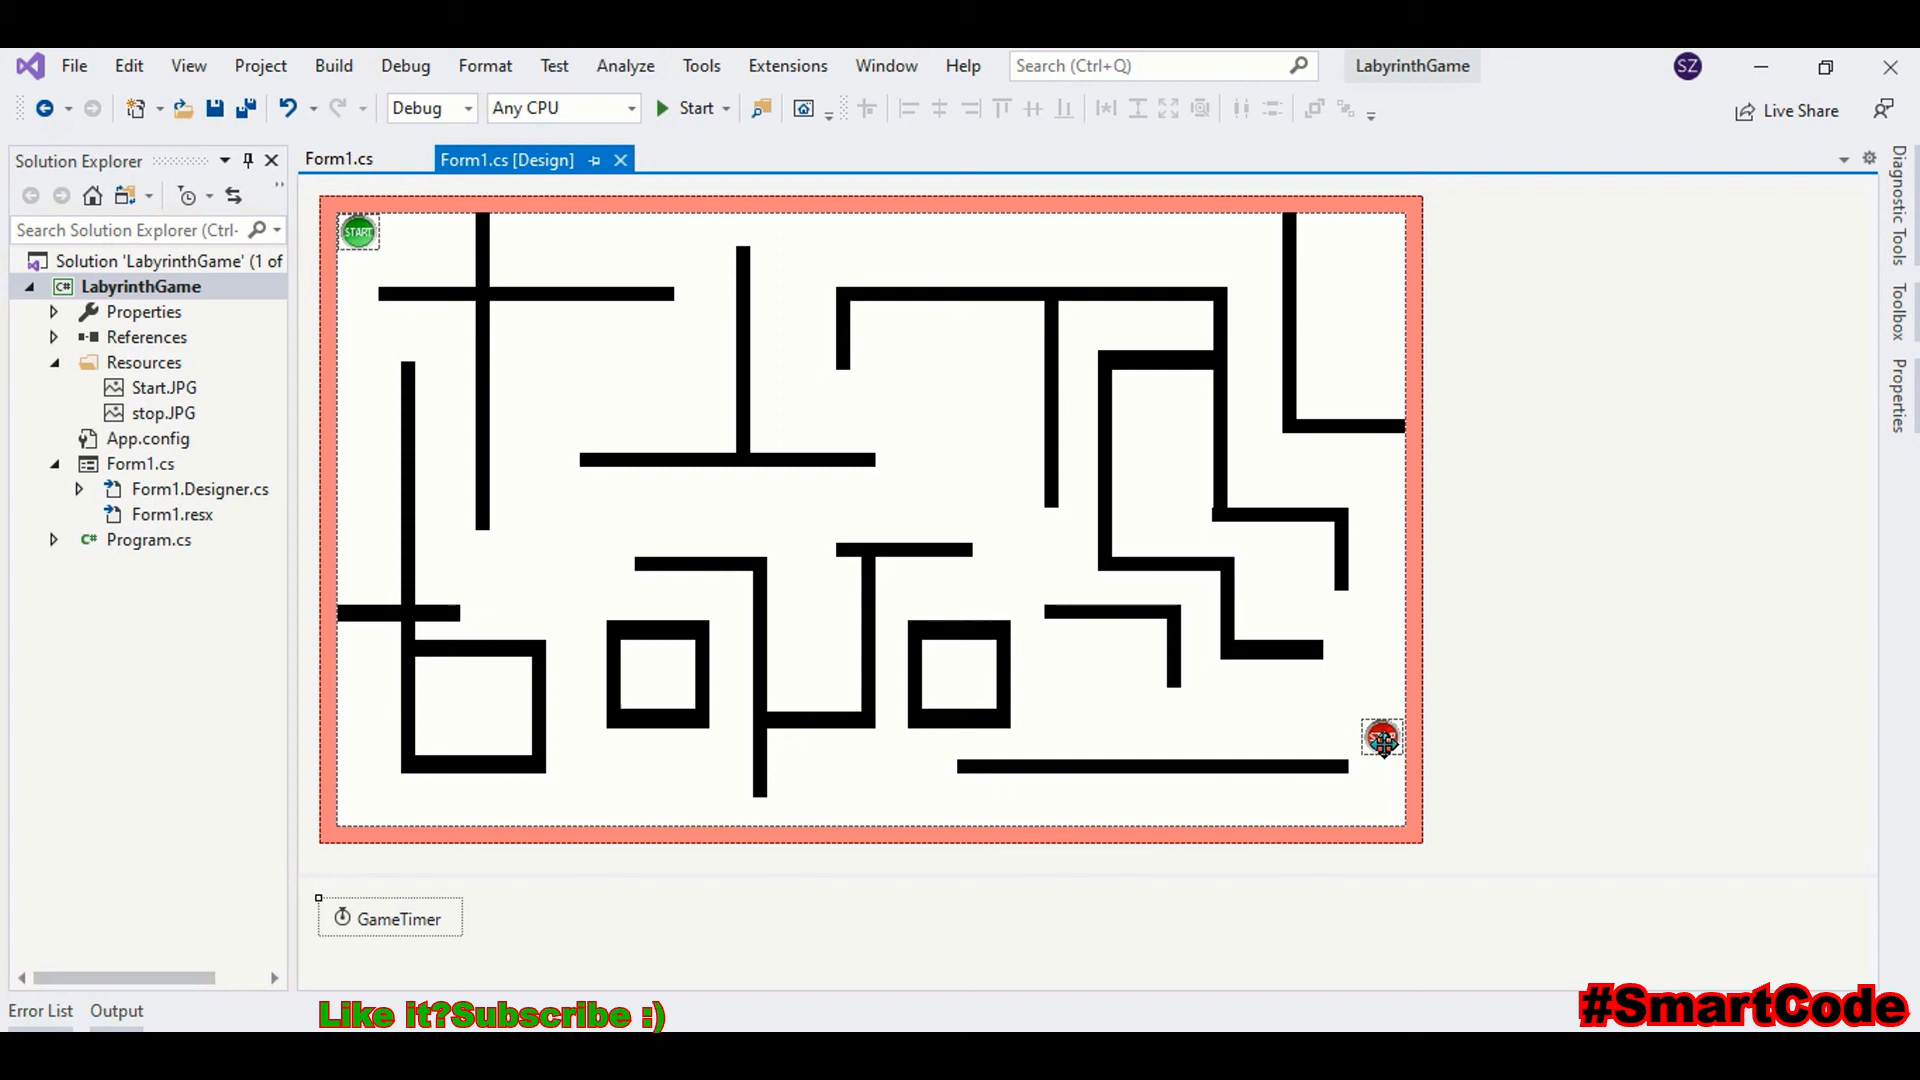 File Edit View Project Build Debug Format Test Analyze Tools Extensions Window Help Search (Ctrl+Q) LabyrinthGame SZ
Debug Any CPU Start Live Share
Solution Explorer
Form1.cs Form1.cs [Design]
Search Solution Explorer (Ctrl-
Solution 'LabyrinthGame' (1 of
LabyrinthGame
Properties
References
Resources
Start.JPG
stop.JPG
App.config
Form1.cs
Form1.Designer.cs
Form1.resx
Program.cs
START
Diagnostic Tools
Toolbox
Properties
GameTimer
Error List Output
Like it?Subscribe :)
#SmartCode